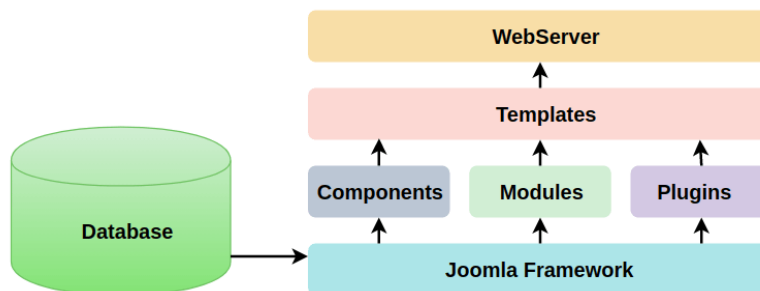 WebServer
Templates
Components
Modules
Plugins
Database
Joomla Framework